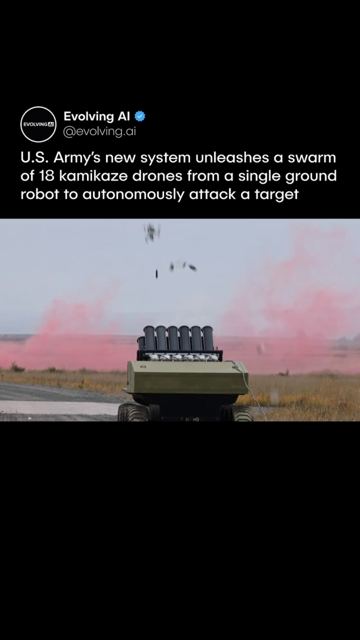 EVOLVING AI
Evolving AI
@evolving.ai
U.S. Army’s new system unleashes a swarm
of 18 kamikaze drones from a single ground
robot to autonomously attack a target